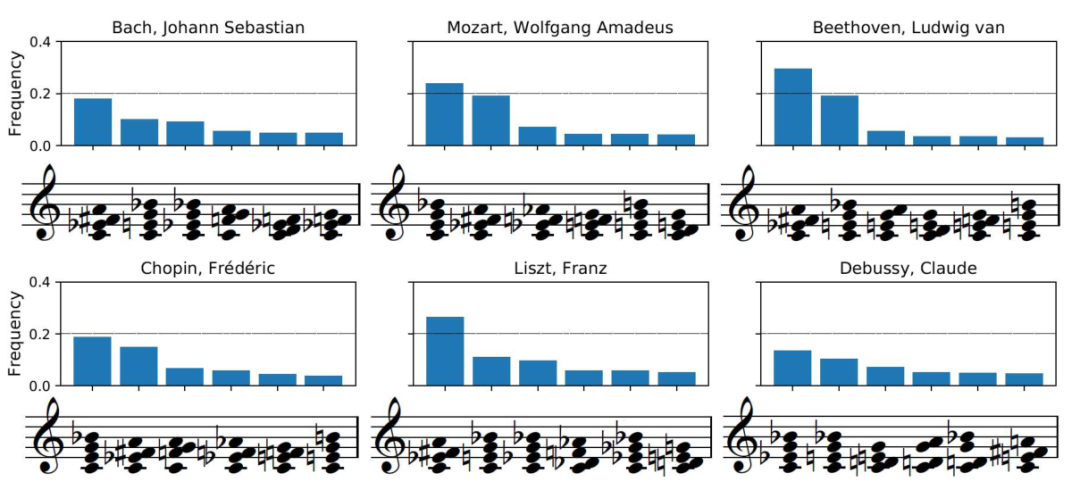 Bach, Johann Sebastian
Mozart, Wolfgang Amadeus
Beethoven, Ludwig van
Frequency
0.4
0.2
0.0
Chopin, Frédéric
Liszt, Franz
Debussy, Claude
Frequency
0.4
0.2
0.0